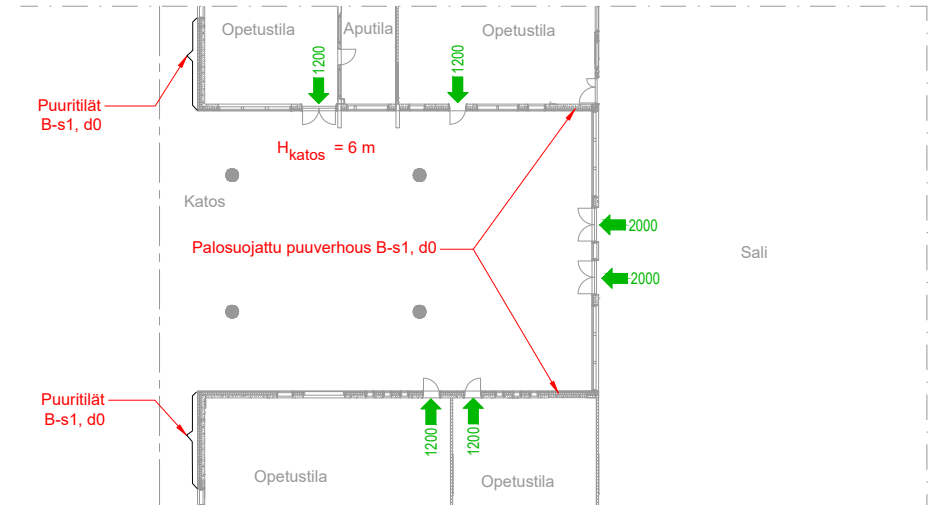 Opetustila
Aputila
Opetustila
1200
1200
Puuritilät
B-s1, d0
Hkatos = 6 m
Katos
2000
Palosuojattu puuverhous B-s1, d0
Sali
2000
Puuritilät
B-s1, d0
1200
1200
Opetustila
Opetustila